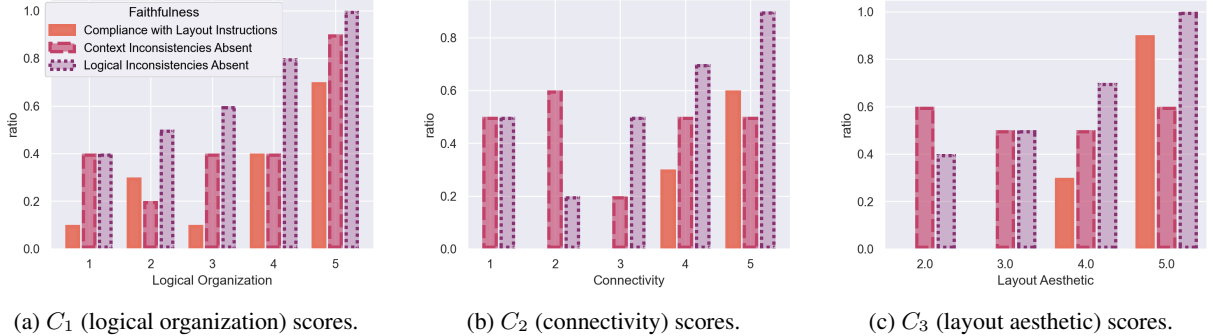 Faithfulness
Compliance with Layout Instructions
Context Inconsistencies Absent
Logical Inconsistencies Absent
ratio
1.0
0.8
0.6
0.4
0.2
0.0
1 2 3 4 5
Logical Organization
(a) C1 (logical organization) scores.
ratio
0.8
0.6
0.4
0.2
0.0
1 2 3 4 5
Connectivity
(b) C2 (connectivity) scores.
ratio
1.0
0.8
0.6
0.4
0.2
0.0
2.0 3.0 4.0 5.0
Layout Aesthetic
(c) C3 (layout aesthetic) scores.